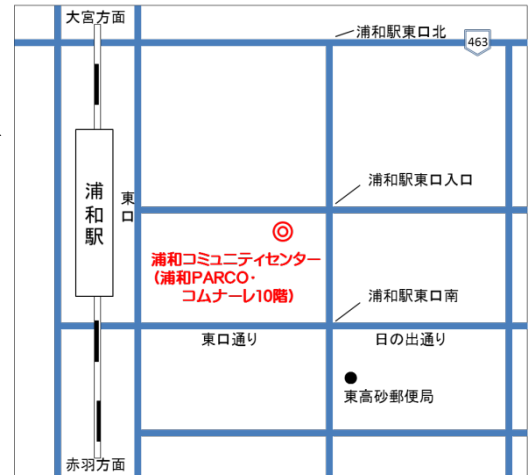 大宮方面
浦和駅東口北
463
浦和駅
東口
浦和駅東口入口
浦和コミュニティセンター
(浦和PARCO・
コムナーレ10階)
浦和駅東口南
東口通り
日の出通り
東高砂郵便局
赤羽方面